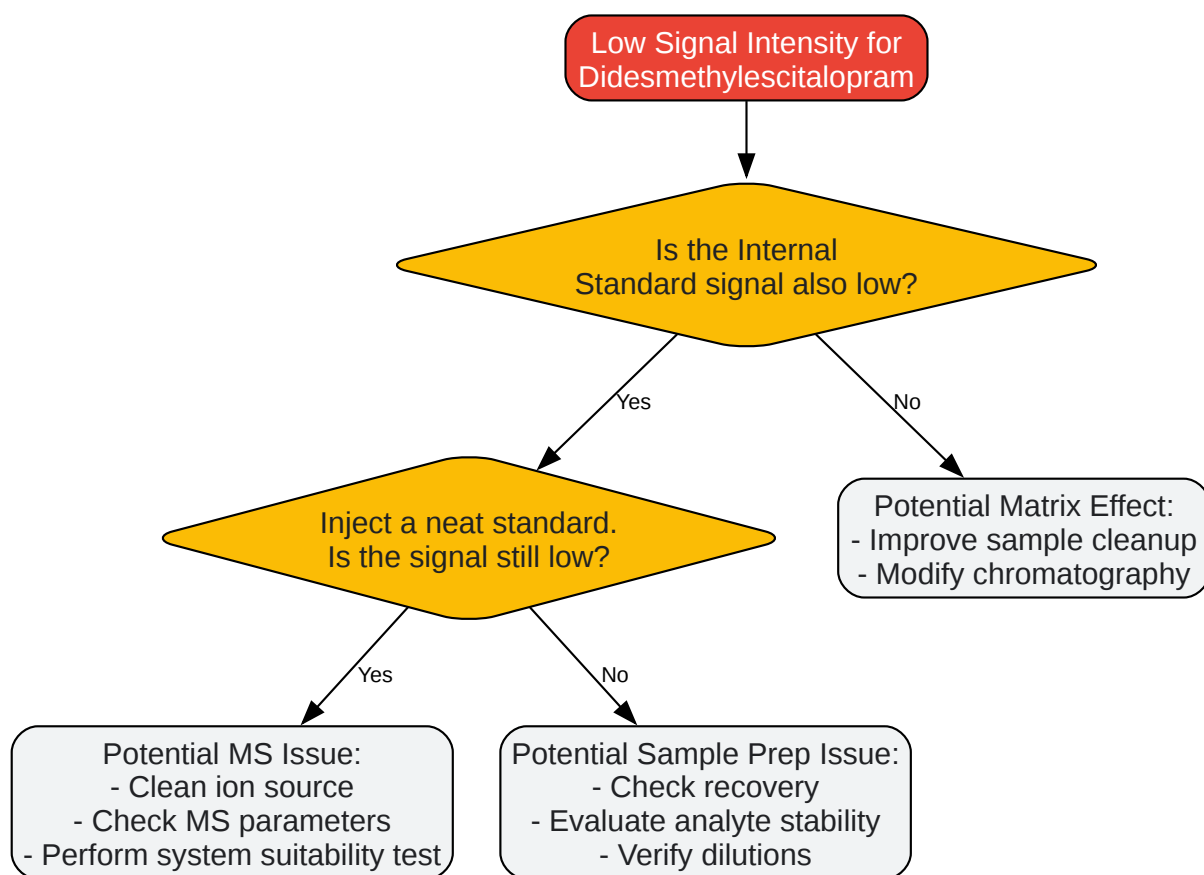 Low Signal Intensity for
Didesmethylescitalopram
Is the Internal
Standard signal also low?
Yes
No
Inject a neat standard.
Is the signal still low?
Potential Matrix Effect:
- Improve sample cleanup
- Modify chromatography
Yes
No
Potential MS Issue:
- Clean ion source
- Check MS parameters
- Perform system suitability test
Potential Sample Prep Issue:
- Check recovery
- Evaluate analyte stability
- Verify dilutions